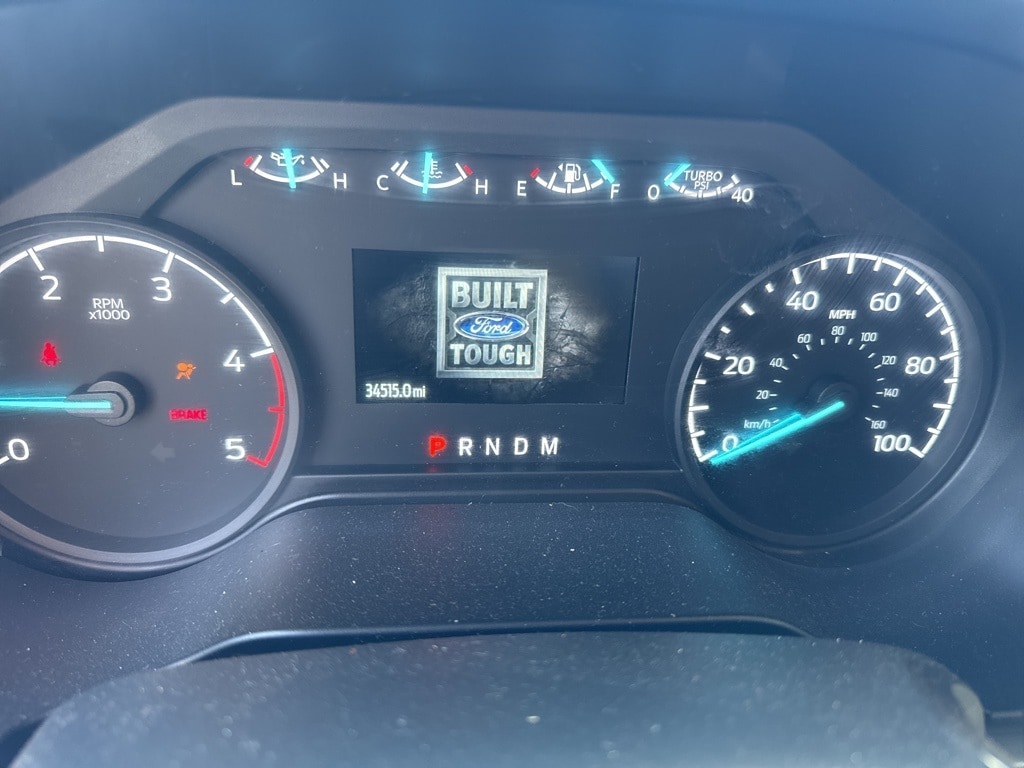 L H C H E F 0 TURBO PSI 40
2 3
RPM
x1000
4
BRAKE
0 5
BUILT
Ford
TOUGH
34515.0 mi
P R N D M
40 60
MPH
60 80 100
20 40 120 80
20 140
km/h 160
0 100